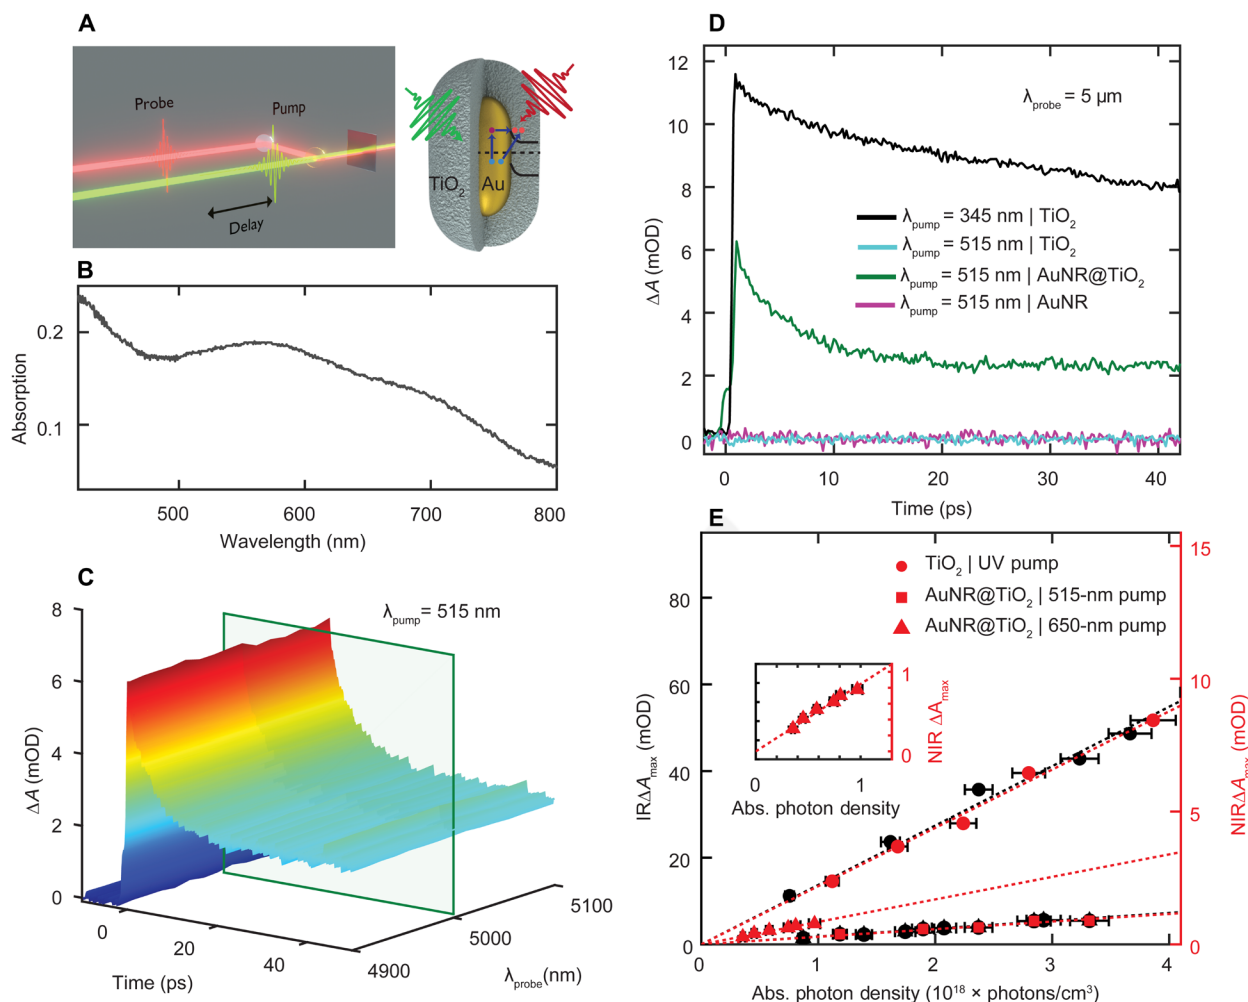 A
Probe
Pump
Delay
TiO₂
Au
B
Absorption
0.2
0.1
500
600
700
800
Wavelength (nm)
C
λpump = 515 nm
ΔA (mOD)
8
6
4
2
0
0
20
40
Time (ps)
4900
5000
5100
λprobe(nm)
D
λprobe = 5 µm
ΔA (mOD)
12
10
8
6
4
2
0
λpump = 345 nm | TiO₂
λpump = 515 nm | TiO₂
λpump = 515 nm | AuNR@TiO₂
λpump = 515 nm | AuNR
0
10
20
30
40
Time (ps)
E
TiO₂ | UV pump
AuNR@TiO₂ | 515-nm pump
AuNR@TiO₂ | 650-nm pump
IRΔAmax (mOD)
80
60
40
20
0
NIRΔAmax (mOD)
15
10
5
0
1
0
NIR ΔAmax
0
1
Abs. photon density
0
1
2
3
4
Abs. photon density (10¹⁸ × photons/cm³)